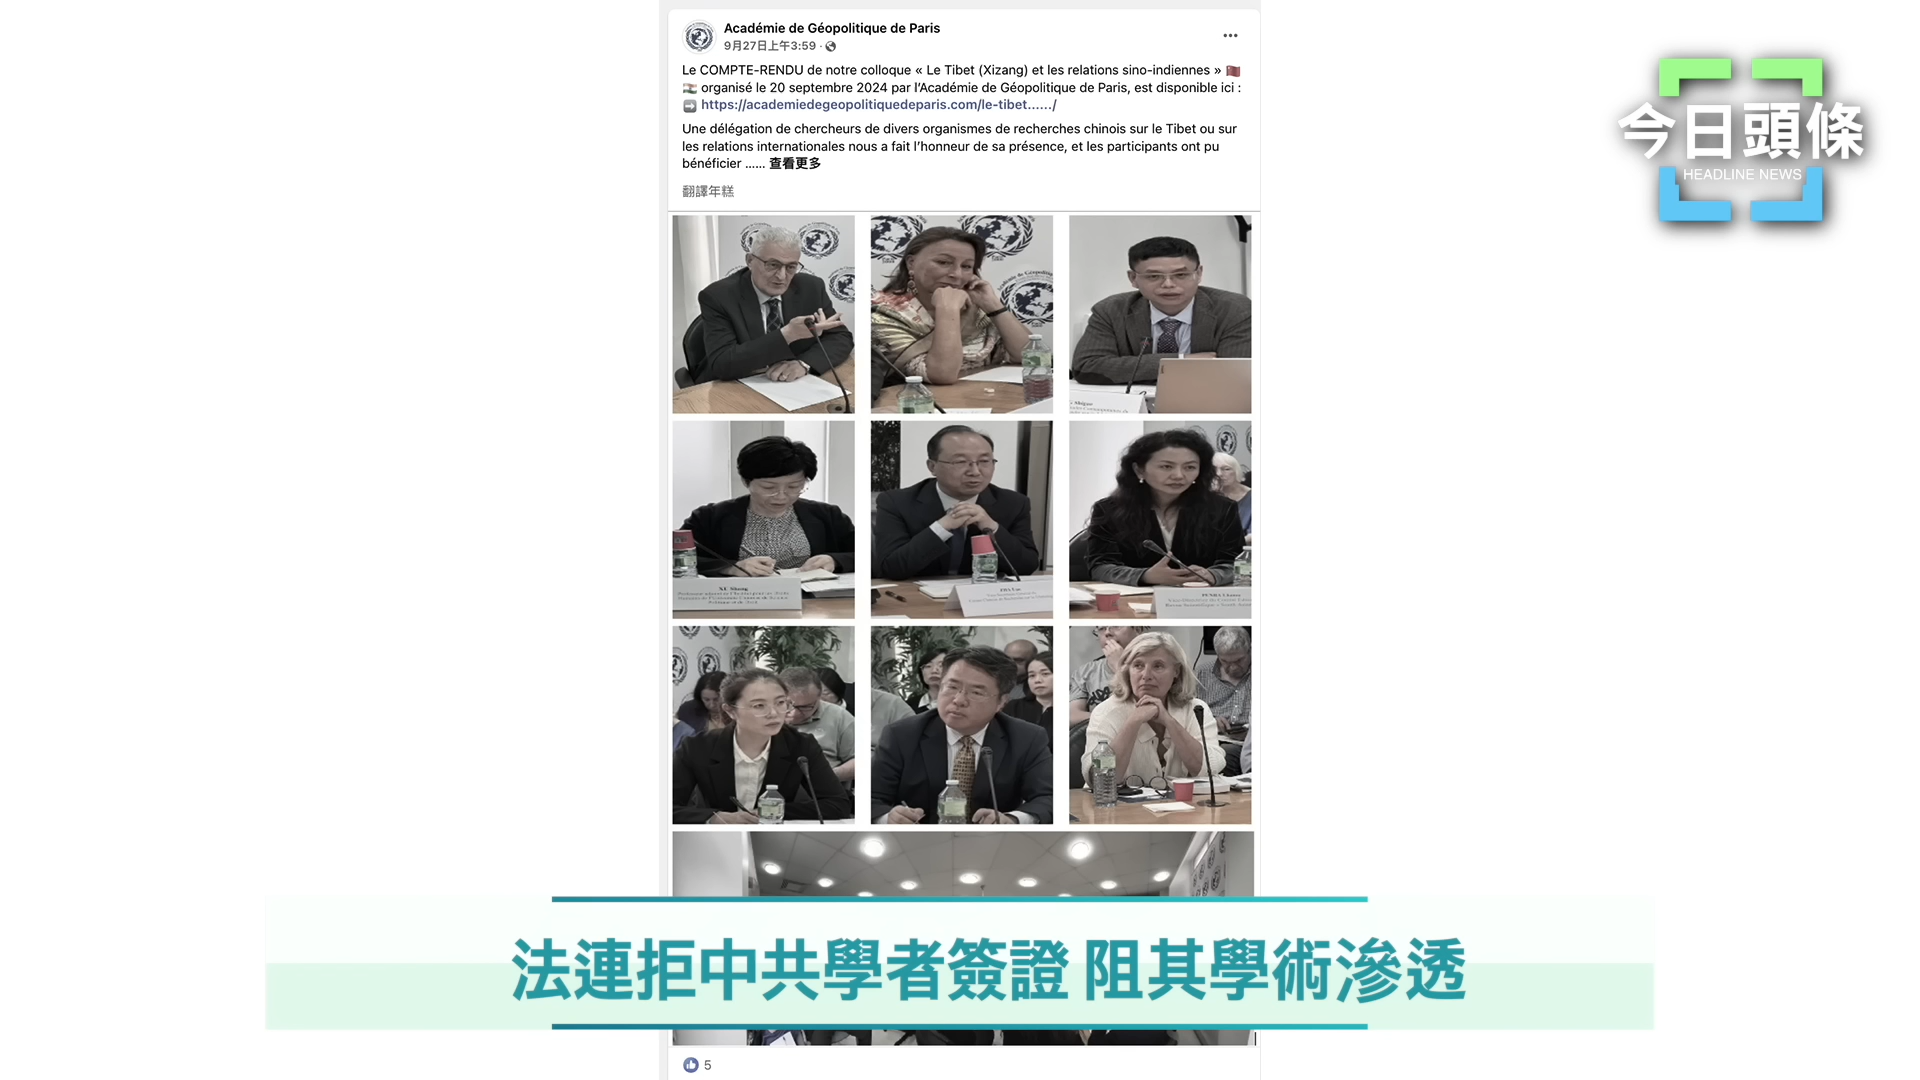 Académie de Géopolitique de Paris
9月27日上午3:59 ·
Le COMPTE-RENDU de notre colloque « Le Tibet (Xizang) et les relations sino-indiennes »
organisé le 20 septembre 2024 par l'Académie de Géopolitique de Paris, est disponible ici :
https://academiedegeopolitiquedeparis.com/le-tibet....../
Une délégation de chercheurs de divers organismes de recherches chinois sur le Tibet ou sur
les relations internationales nous a fait l'honneur de sa présence, et les participants ont pu
bénéficier ...... 查看更多
翻譯年糕
今日頭條
HEADLINE NEWS
XU Sheng
法連拒中共學者簽證 阻其學術滲透
5